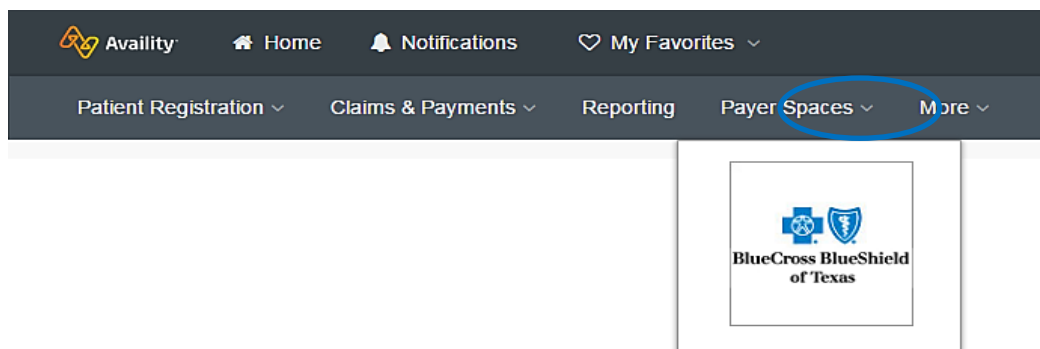 Availity Home Notifications My Favorites
Patient Registration Claims & Payments Reporting Payer Spaces More
BlueCross BlueShield
of Texas